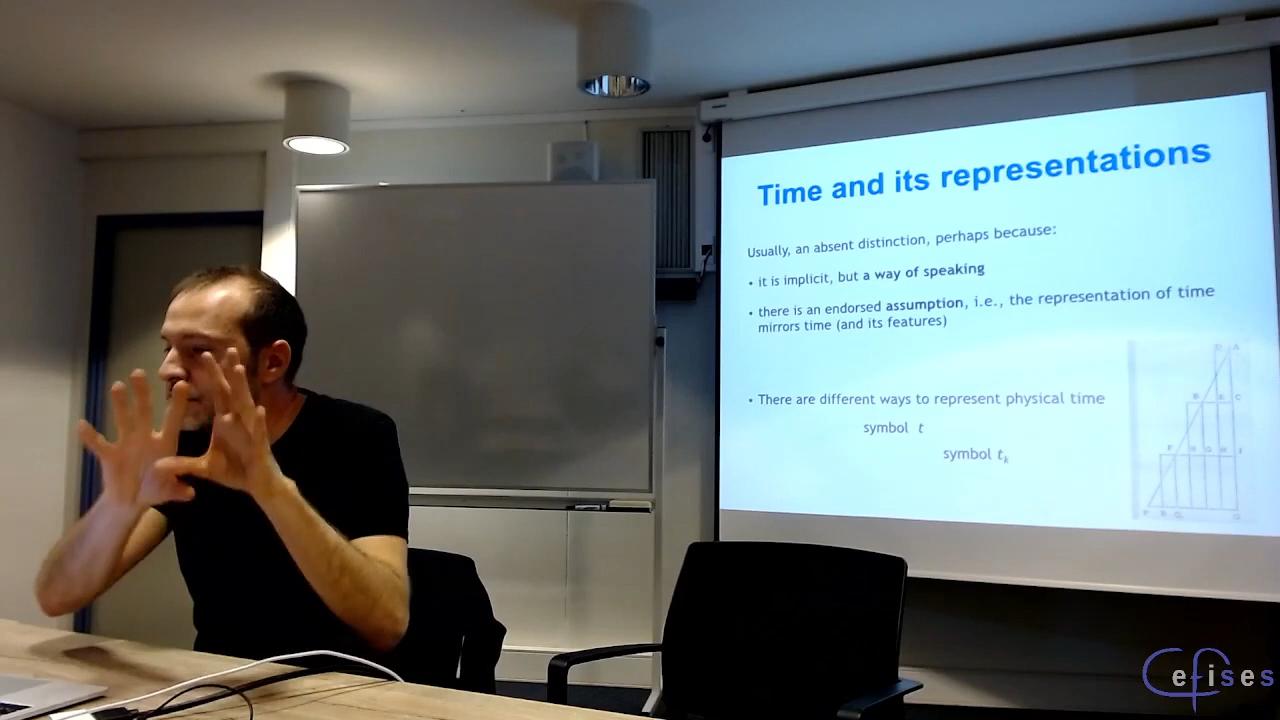 Time and its representations
Usually, an absent distinction, perhaps because:
• it is implicit, but a way of speaking
• there is an endorsed assumption, i.e., the representation of time
mirrors time (and its features)
• There are different ways to represent physical time
symbol t
symbol tk
Cefises